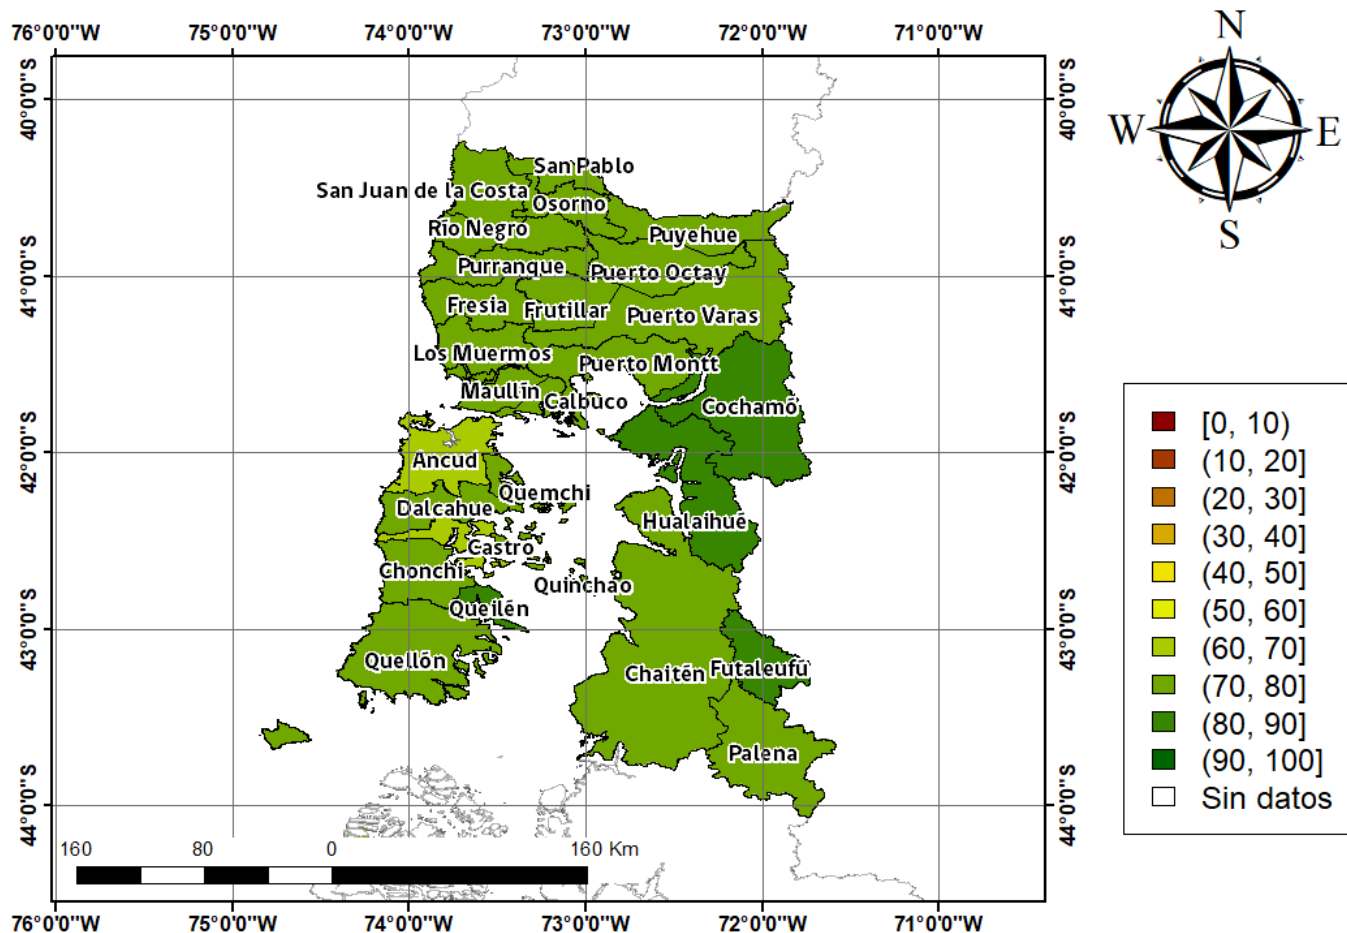 76°0'0"W 75°0'0"W 74°0'0"W 73°0'0"W 72°0'0"W 71°0'0"W
N
W E
S
40°0'0"S 40°0'0"S
San Pablo
San Juan de la Costa
Osorno
Río Negro
Puyehue
Purranque
Puerto Octay
41°0'0"S 41°0'0"S
Fresia
Frutillar
Puerto Varas
Los Muermos
Puerto Montt
Maullín
Calbuco
Cochamó
42°0'0"S 42°0'0"S
Ancud
Quemchi
Dalcahue
Hualaihué
Castro
Chonchi
Quinchao
Queilén
43°0'0"S 43°0'0"S
Quellón
Chaitén
Futaleufú
Palena
44°0'0"S 44°0'0"S
160 80 0 160 Km
76°0'0"W 75°0'0"W 74°0'0"W 73°0'0"W 72°0'0"W 71°0'0"W
[0, 10)
(10, 20]
(20, 30]
(30, 40]
(40, 50]
(50, 60]
(60, 70]
(70, 80]
(80, 90]
(90, 100]
Sin datos